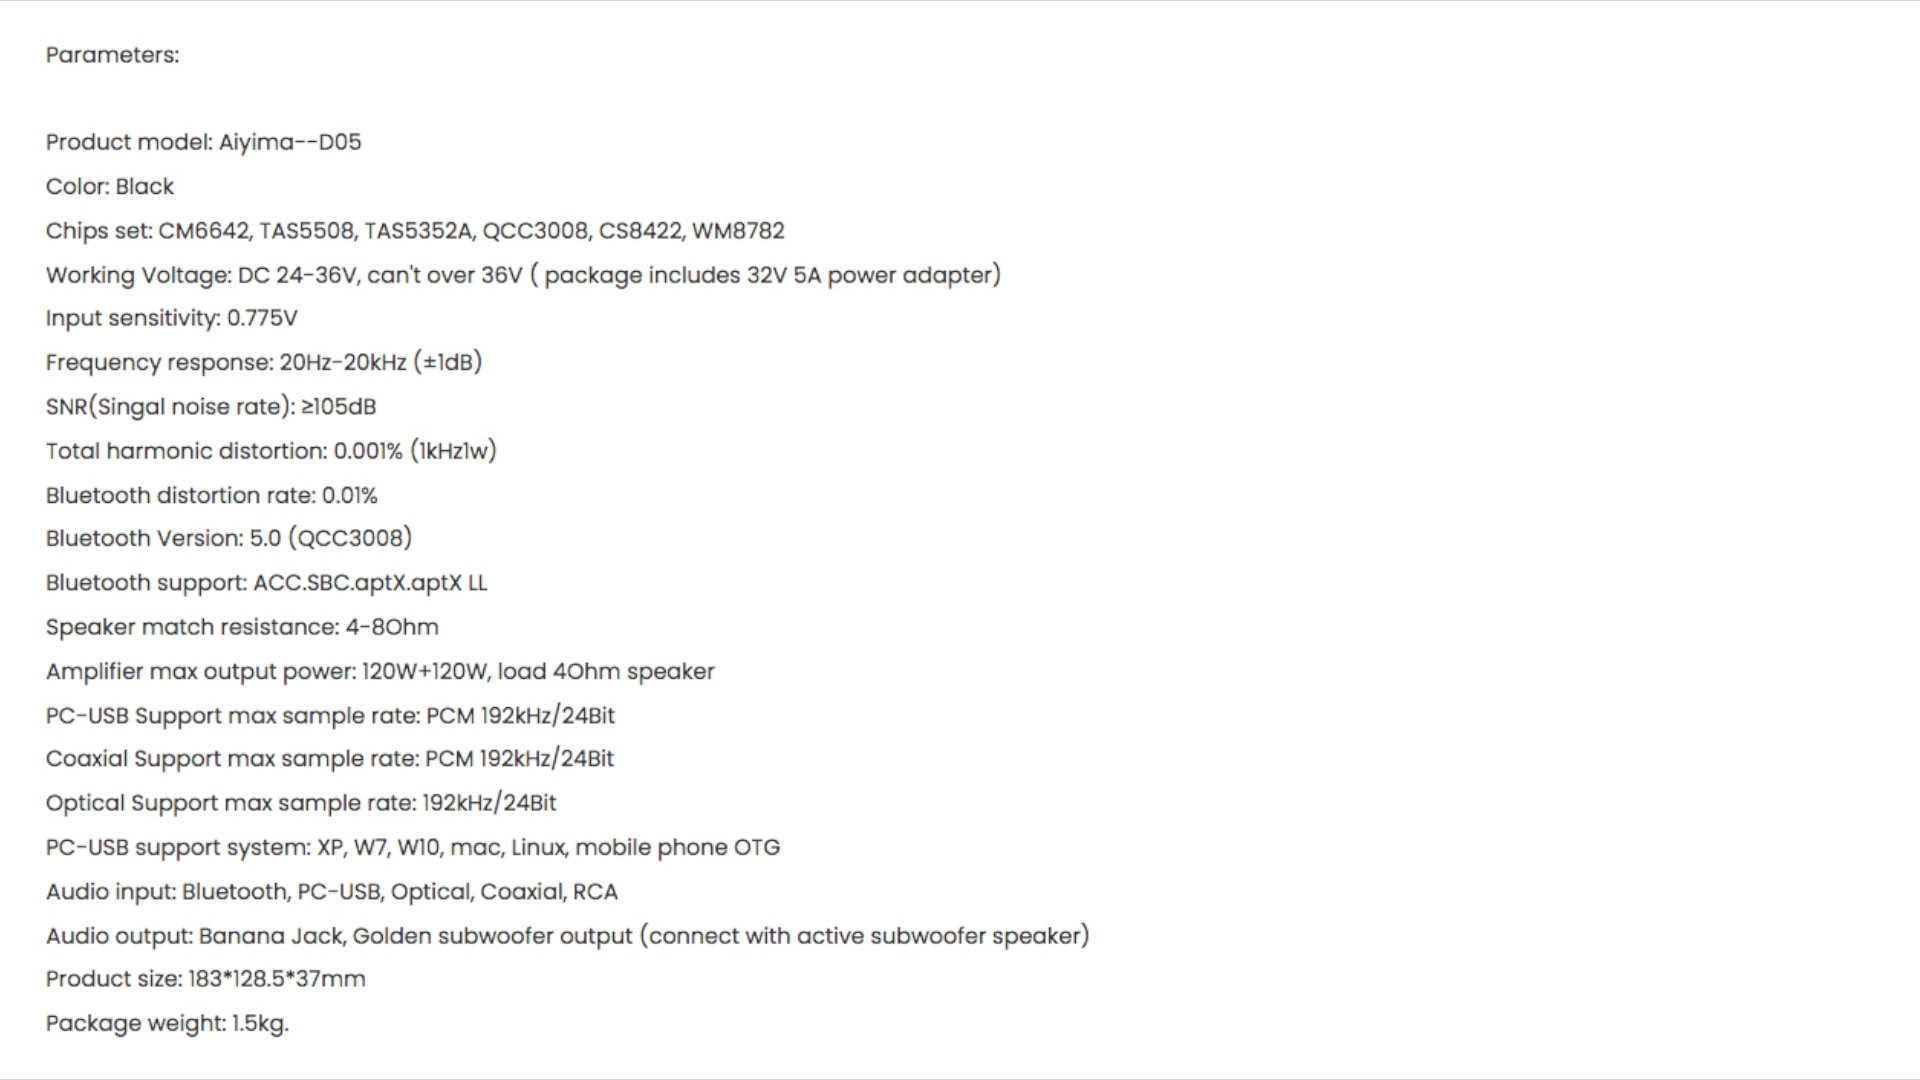 Parameters:
Product model: Aiyima--D05
Color: Black
Chips set: CM6642, TAS5508, TAS5352A, QCC3008, CS8422, WM8782
Working Voltage: DC 24-36V, can't over 36V ( package includes 32V 5A power adapter)
Input sensitivity: 0.775V
Frequency response: 20Hz-20kHz (±1dB)
SNR(Singal noise rate): ≥105dB
Total harmonic distortion: 0.001% (1kHz1w)
Bluetooth distortion rate: 0.01%
Bluetooth Version: 5.0 (QCC3008)
Bluetooth support: ACC.SBC.aptX.aptX LL
Speaker match resistance: 4-8Ohm
Amplifier max output power: 120W+120W, load 4Ohm speaker
PC-USB Support max sample rate: PCM 192kHz/24Bit
Coaxial Support max sample rate: PCM 192kHz/24Bit
Optical Support max sample rate: 192kHz/24Bit
PC-USB support system: XP, W7, W10, mac, Linux, mobile phone OTG
Audio input: Bluetooth, PC-USB, Optical, Coaxial, RCA
Audio output: Banana Jack, Golden subwoofer output (connect with active subwoofer speaker)
Product size: 183*128.5*37mm
Package weight: 1.5kg.